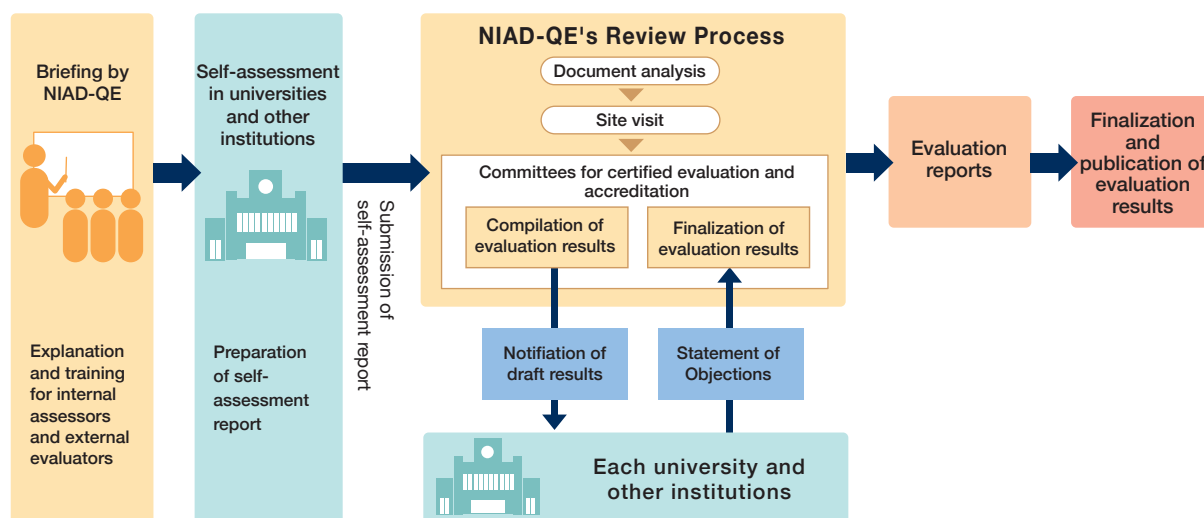 Briefing by
NIAD-QE
Explanation
and training
for internal
assessors
and external
evaluators
Self-assessment
in universities
and other
institutions
Preparation
of self-
assessment
report
Submission of
self-assessment report
NIAD-QE's Review Process
Document analysis
Site visit
Committees for certified evaluation and
accreditation
Compilation of
evaluation results
Finalization of
evaluation results
Notifiation of
draft results
Statement of
Objections
Each university and
other institutions
Evaluation
reports
Finalization
and
publication of
evaluation
results